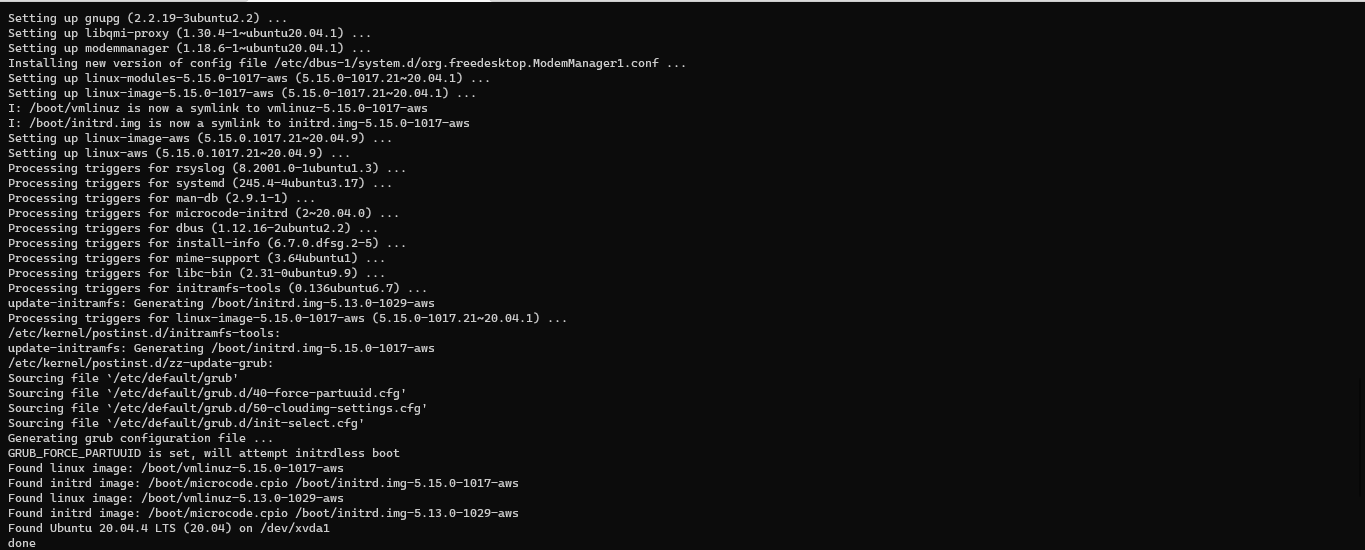 Setting up gnupg (2.2.19-3ubuntu2.2) ...
Setting up libqmi-proxy (1.30.4-1~ubuntu20.04.1) ...
Setting up modemmanager (1.18.6-1~ubuntu20.04.1) ...
Installing new version of config file /etc/dbus-1/system.d/org.freedesktop.ModemManager1.conf ...
Setting up linux-modules-5.15.0-1017-aws (5.15.0-1017.21~20.04.1) ...
Setting up linux-image-5.15.0-1017-aws (5.15.0-1017.21~20.04.1) ...
I: /boot/vmlinuz is now a symlink to vmlinuz-5.15.0-1017-aws
I: /boot/initrd.img is now a symlink to initrd.img-5.15.0-1017-aws
Setting up linux-image-aws (5.15.0.1017.21~20.04.9) ...
Setting up linux-aws (5.15.0.1017.21~20.04.9) ...
Processing triggers for rsyslog (8.2001.0-1ubuntu1.3) ...
Processing triggers for systemd (245.4-4ubuntu3.17) ...
Processing triggers for man-db (2.9.1-1) ...
Processing triggers for microcode-initrd (2~20.04.0) ...
Processing triggers for dbus (1.12.16-2ubuntu2.2) ...
Processing triggers for install-info (6.7.0.dfsg.2-5) ...
Processing triggers for mime-support (3.64ubuntu1) ...
Processing triggers for libc-bin (2.31-0ubuntu9.9) ...
Processing triggers for initramfs-tools (0.136ubuntu6.7) ...
update-initramfs: Generating /boot/initrd.img-5.13.0-1029-aws
Processing triggers for linux-image-5.15.0-1017-aws (5.15.0-1017.21~20.04.1) ...
/etc/kernel/postinst.d/initramfs-tools:
update-initramfs: Generating /boot/initrd.img-5.15.0-1017-aws
/etc/kernel/postinst.d/zz-update-grub:
Sourcing file `/etc/default/grub'
Sourcing file `/etc/default/grub.d/40-force-partuuid.cfg'
Sourcing file `/etc/default/grub.d/50-cloudimg-settings.cfg'
Sourcing file `/etc/default/grub.d/init-select.cfg'
Generating grub configuration file ...
GRUB_FORCE_PARTUUID is set, will attempt initrdless boot
Found linux image: /boot/vmlinuz-5.15.0-1017-aws
Found initrd image: /boot/microcode.cpio /boot/initrd.img-5.15.0-1017-aws
Found linux image: /boot/vmlinuz-5.13.0-1029-aws
Found initrd image: /boot/microcode.cpio /boot/initrd.img-5.13.0-1029-aws
Found Ubuntu 20.04.4 LTS (20.04) on /dev/xvda1
done